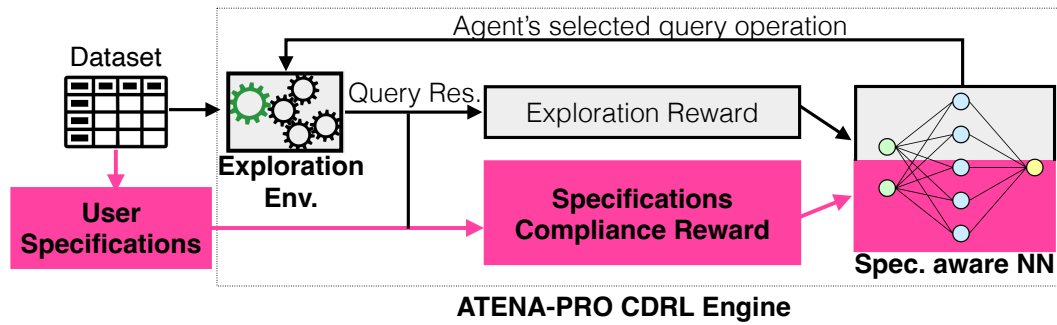 Agent's selected query operation
Dataset
Query Res.
Exploration Reward
Exploration
Env.
User
Specifications
Specifications
Compliance Reward
Spec. aware NN
ATENA-PRO CDRL Engine